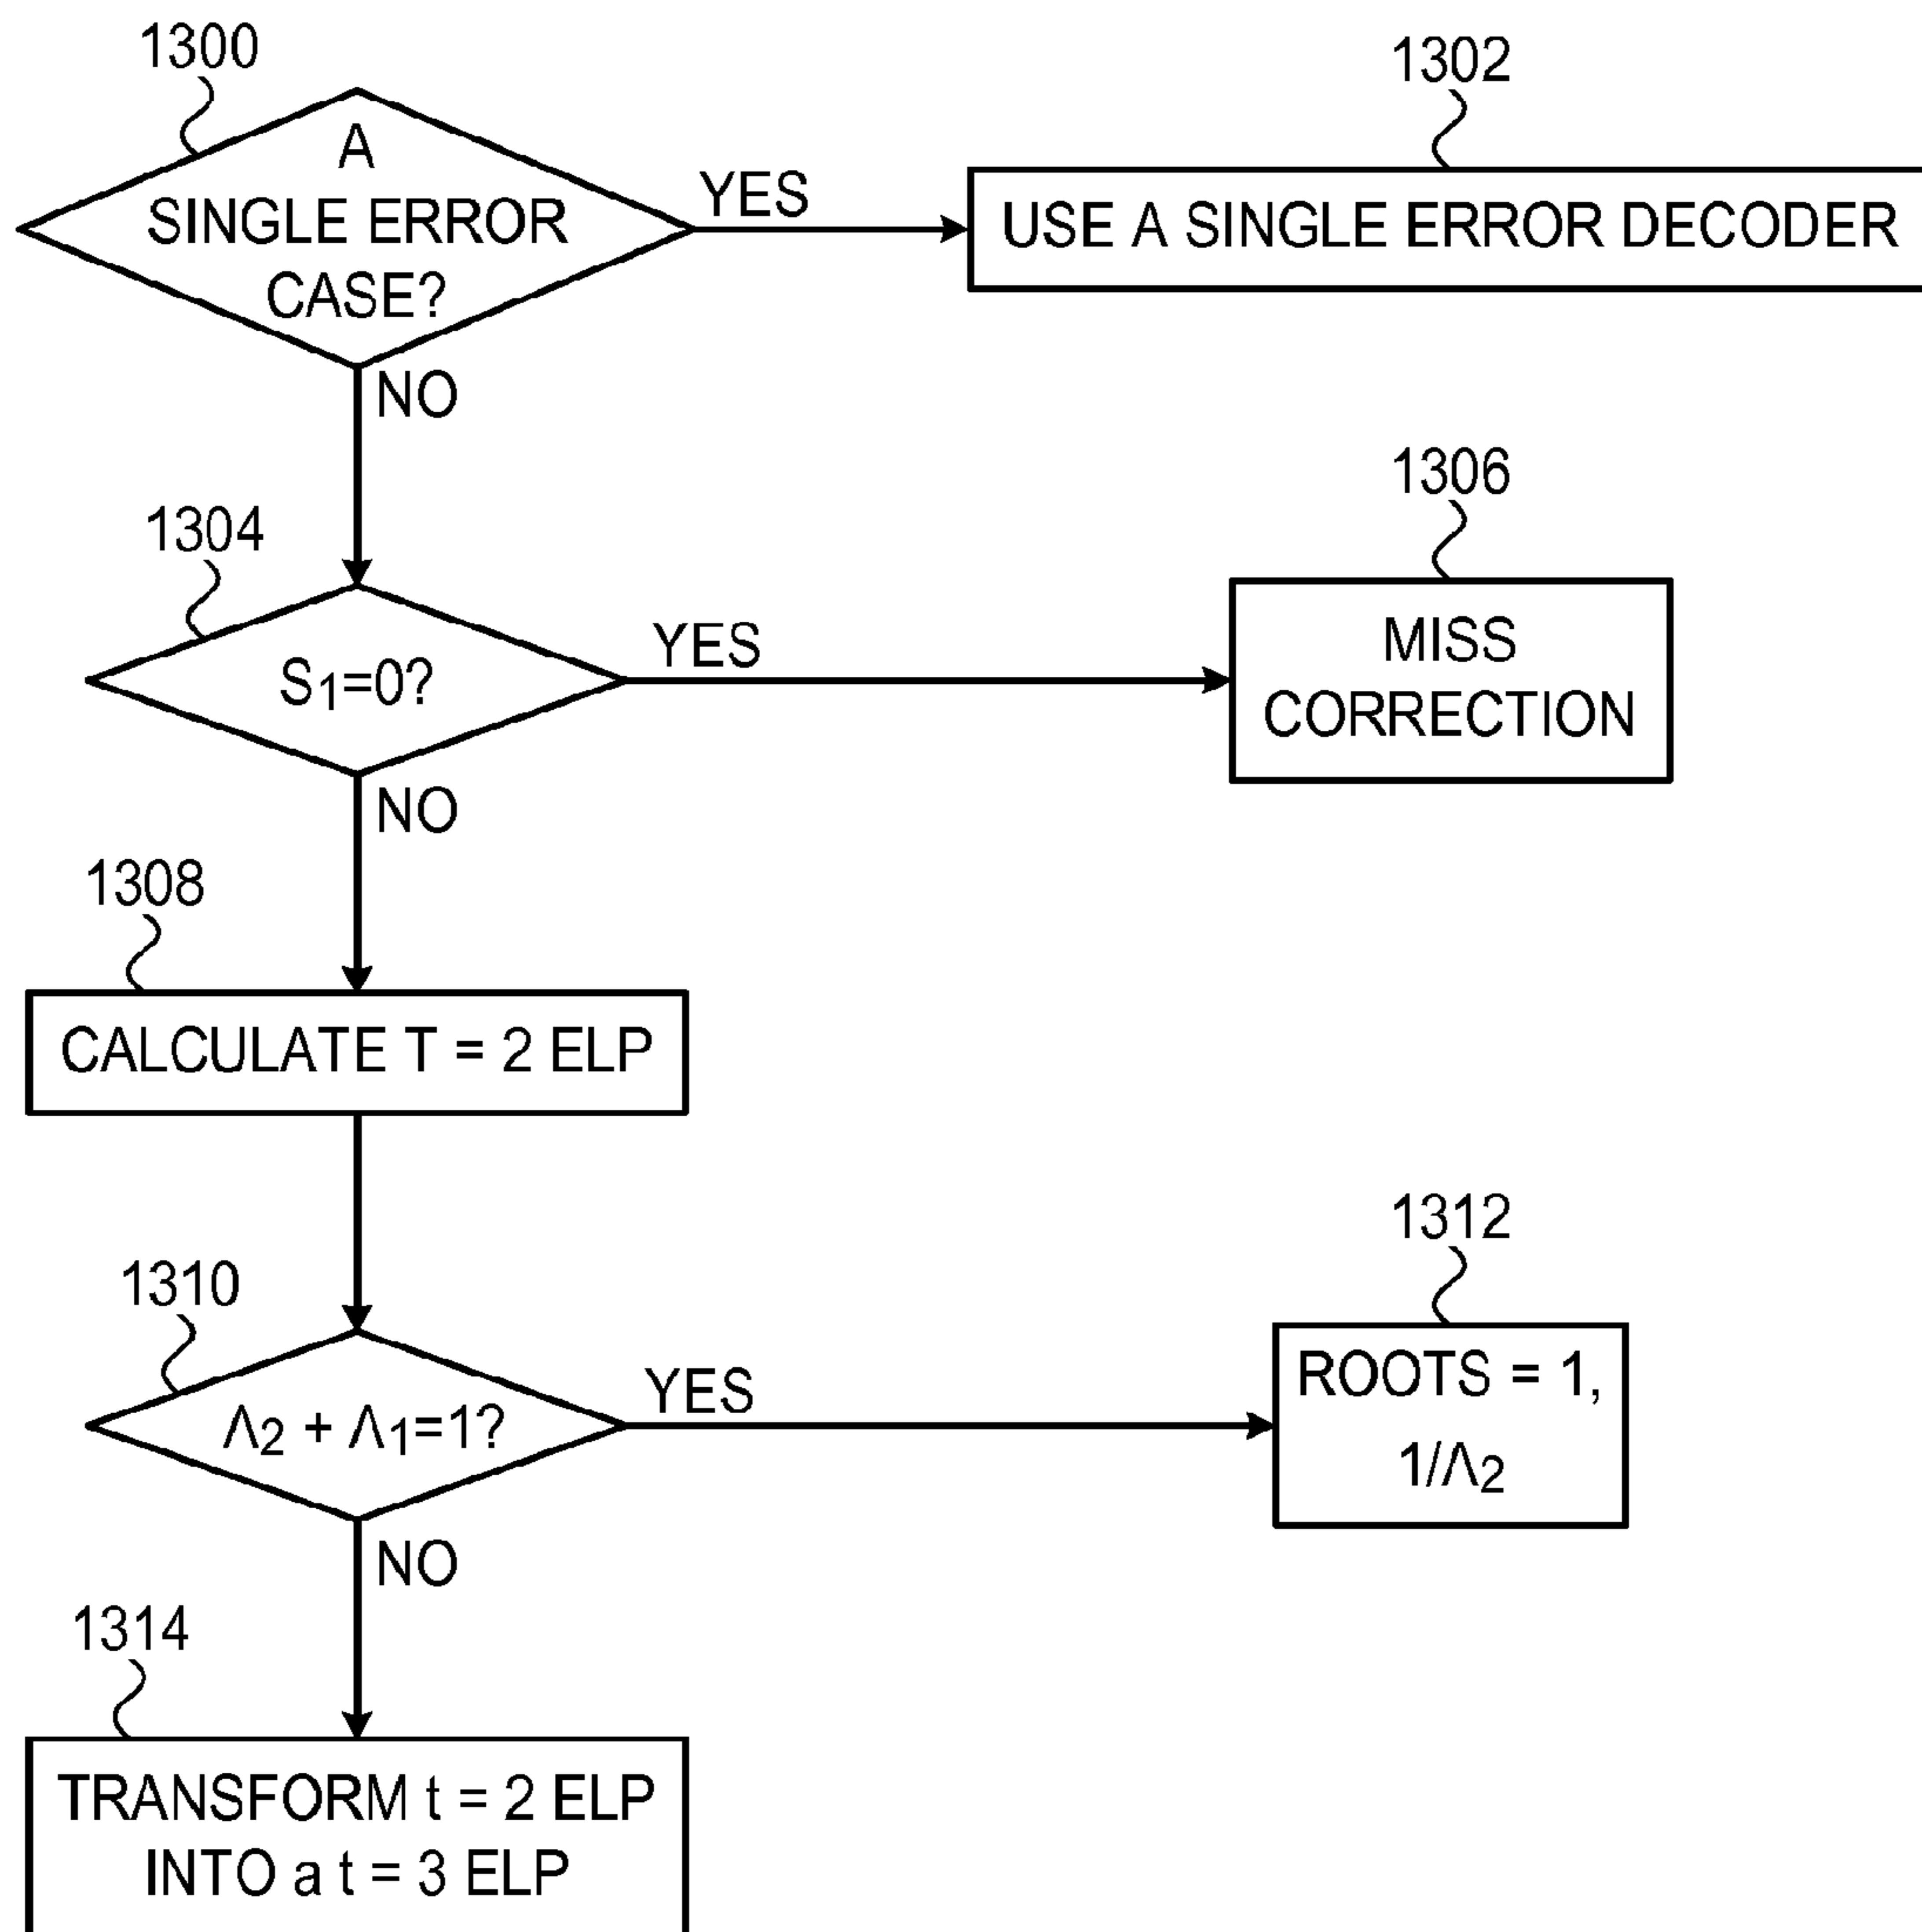 1300
1302
A
SINGLE ERROR
CASE?
YES
USE A SINGLE ERROR DECODER
NO
1304
1306
S1=0?
YES
MISS
CORRECTION
NO
1308
CALCULATE T = 2 ELP
1310
1312
Λ2 + Λ1=1?
YES
ROOTS = 1,
1/Λ2
NO
1314
TRANSFORM t = 2 ELP
INTO a t = 3 ELP